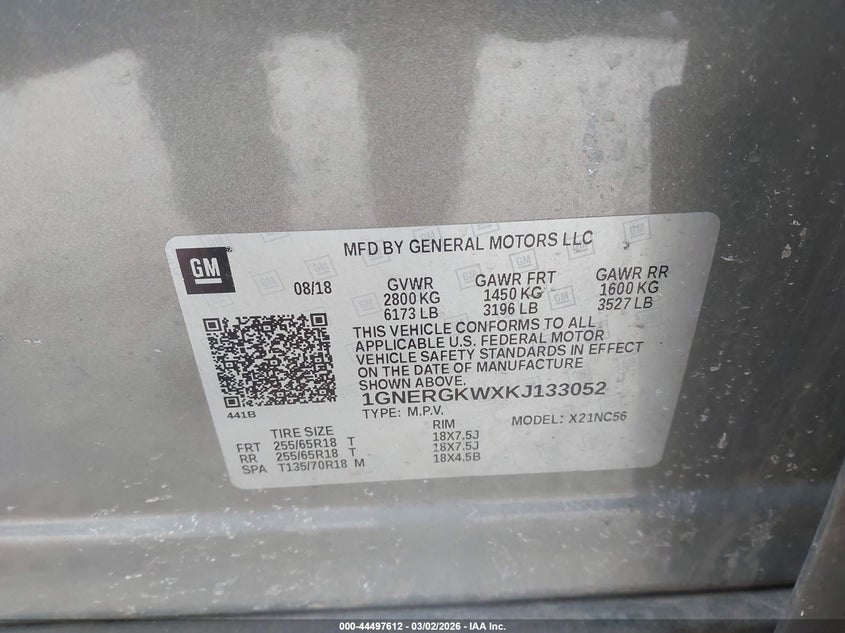 GM
MFD BY GENERAL MOTORS LLC
08/18
GVWR GAWR FRT GAWR RR
2800 KG 1450 KG 1600 KG
6173 LB 3196 LB 3527 LB
THIS VEHICLE CONFORMS TO ALL
APPLICABLE U.S. FEDERAL MOTOR
VEHICLE SAFETY STANDARDS IN EFFECT
ON THE DATE OF MANUFACTURE
SHOWN ABOVE.
1GNERGKWXKJ133052
441B
TYPE: M.P.V. MODEL: X21NC56
TIRE SIZE RIM
FRT 255/65R18 T 18X7.5J
RR 255/65R18 T 18X7.5J
SPA T135/70R18 M 18X4.5B
000-44497612 - 03/02/2026 - IAA Inc.